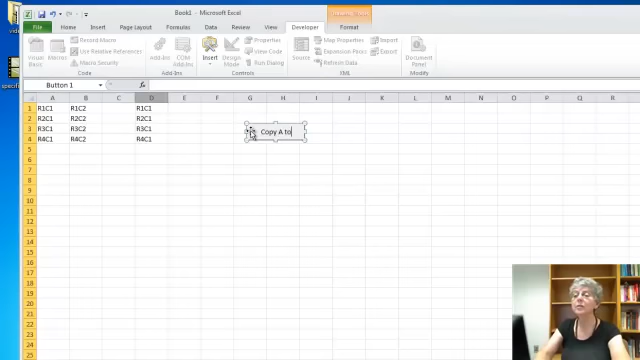 Book1 - Microsoft Excel
File Home Insert Page Layout Formulas Data Review View Developer Format
Visual Basic Macros Record Macro Use Relative References Macro Security
Add-Ins COM Add-Ins
Insert Design Mode Properties View Code Run Dialog
Source Map Properties Expansion Packs Refresh Data Import Export
Document Panel
Code Add-Ins Controls XML Modify
Button 1 fx
A B C D E F G H I J K L M N O P Q R
1 R1C1 R1C2 R1C1
2 R2C1 R2C2 R2C1
3 R3C1 R3C2 R3C1
4 R4C1 R4C2 R4C1
Copy A to
5
6
7
8
9
10
11
12
13
14
15
16
17
18
19
20
21
22
23
24
25